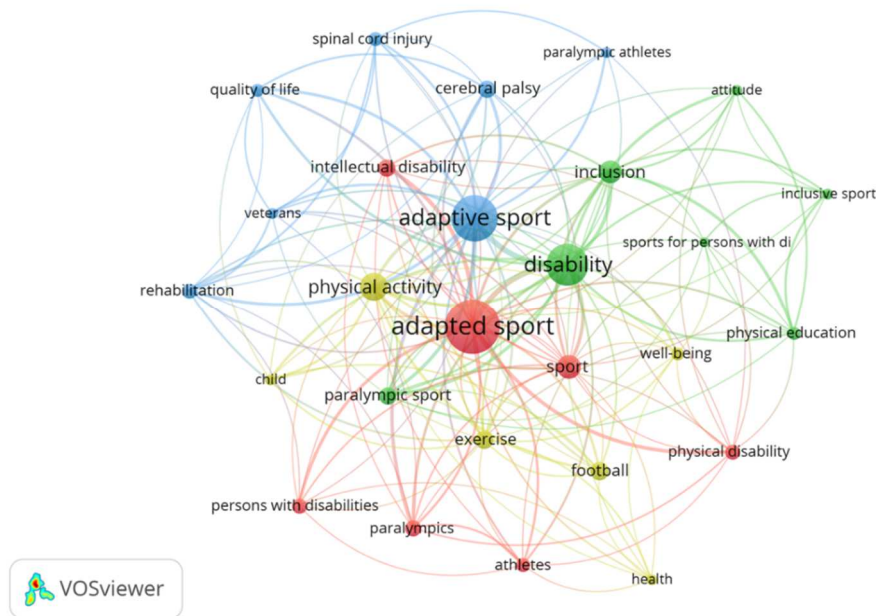 spinal cord injury
paralympic athletes
quality of life
cerebral palsy
attitude
intellectual disability
inclusion
inclusive sport
veterans
adaptive sport
sports for persons with di
disability
rehabilitation
physical activity
adapted sport
physical education
well-being
sport
child
paralympic sport
exercise
physical disability
football
persons with disabilities
paralympics
athletes
health
VOSviewer